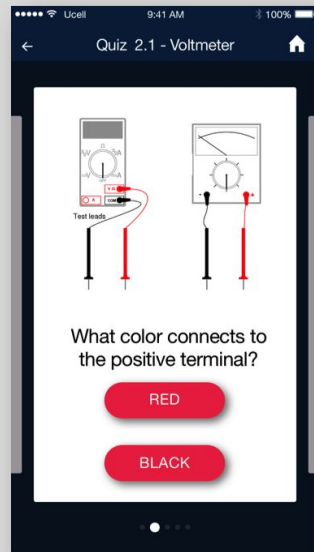 Ucell 9:41 AM 100%
Quiz 2.1 - Voltmeter
COM
Test leads
- +
What color connects to
the positive terminal?
RED
BLACK